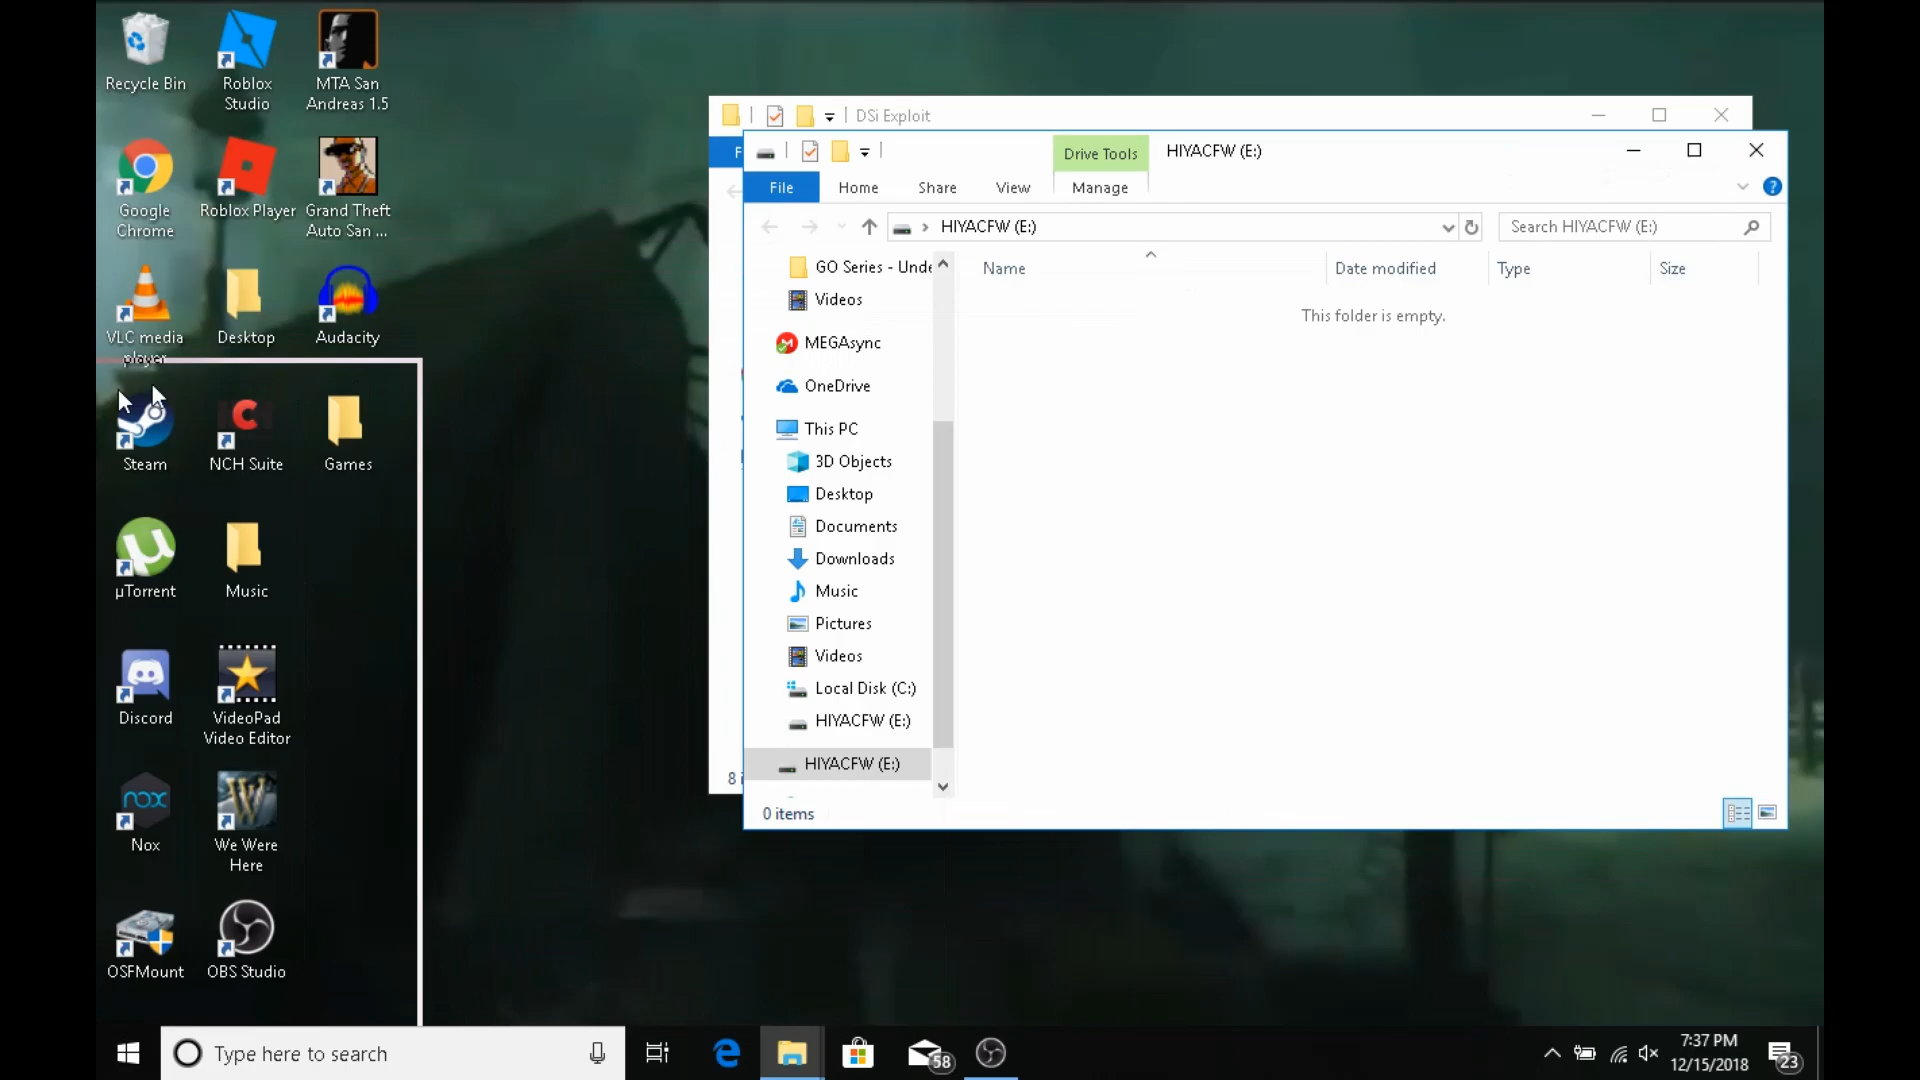 Recycle Bin
Roblox
Studio
MTA San
Andreas 1.5
Google
Chrome
Roblox Player
Grand Theft
Auto San ...
VLC media
player
Desktop
Audacity
Steam
NCH Suite
Games
µTorrent
Music
Discord
VideoPad
Video Editor
Nox
We Were
Here
OSFMount
OBS Studio
DSi Exploit
F
Drive Tools
HIYACFW (E:)
File
Home
Share
View
Manage
HIYACFW (E:)
Search HIYACFW (E:)
Name
Date modified
Type
Size
This folder is empty.
GO Series - Unde
Videos
MEGAsync
OneDrive
This PC
3D Objects
Desktop
Documents
Downloads
Music
Pictures
Videos
Local Disk (C:)
HIYACFW (E:)
HIYACFW (E:)
8 i
0 items
Type here to search
58
7:37 PM
12/15/2018
23